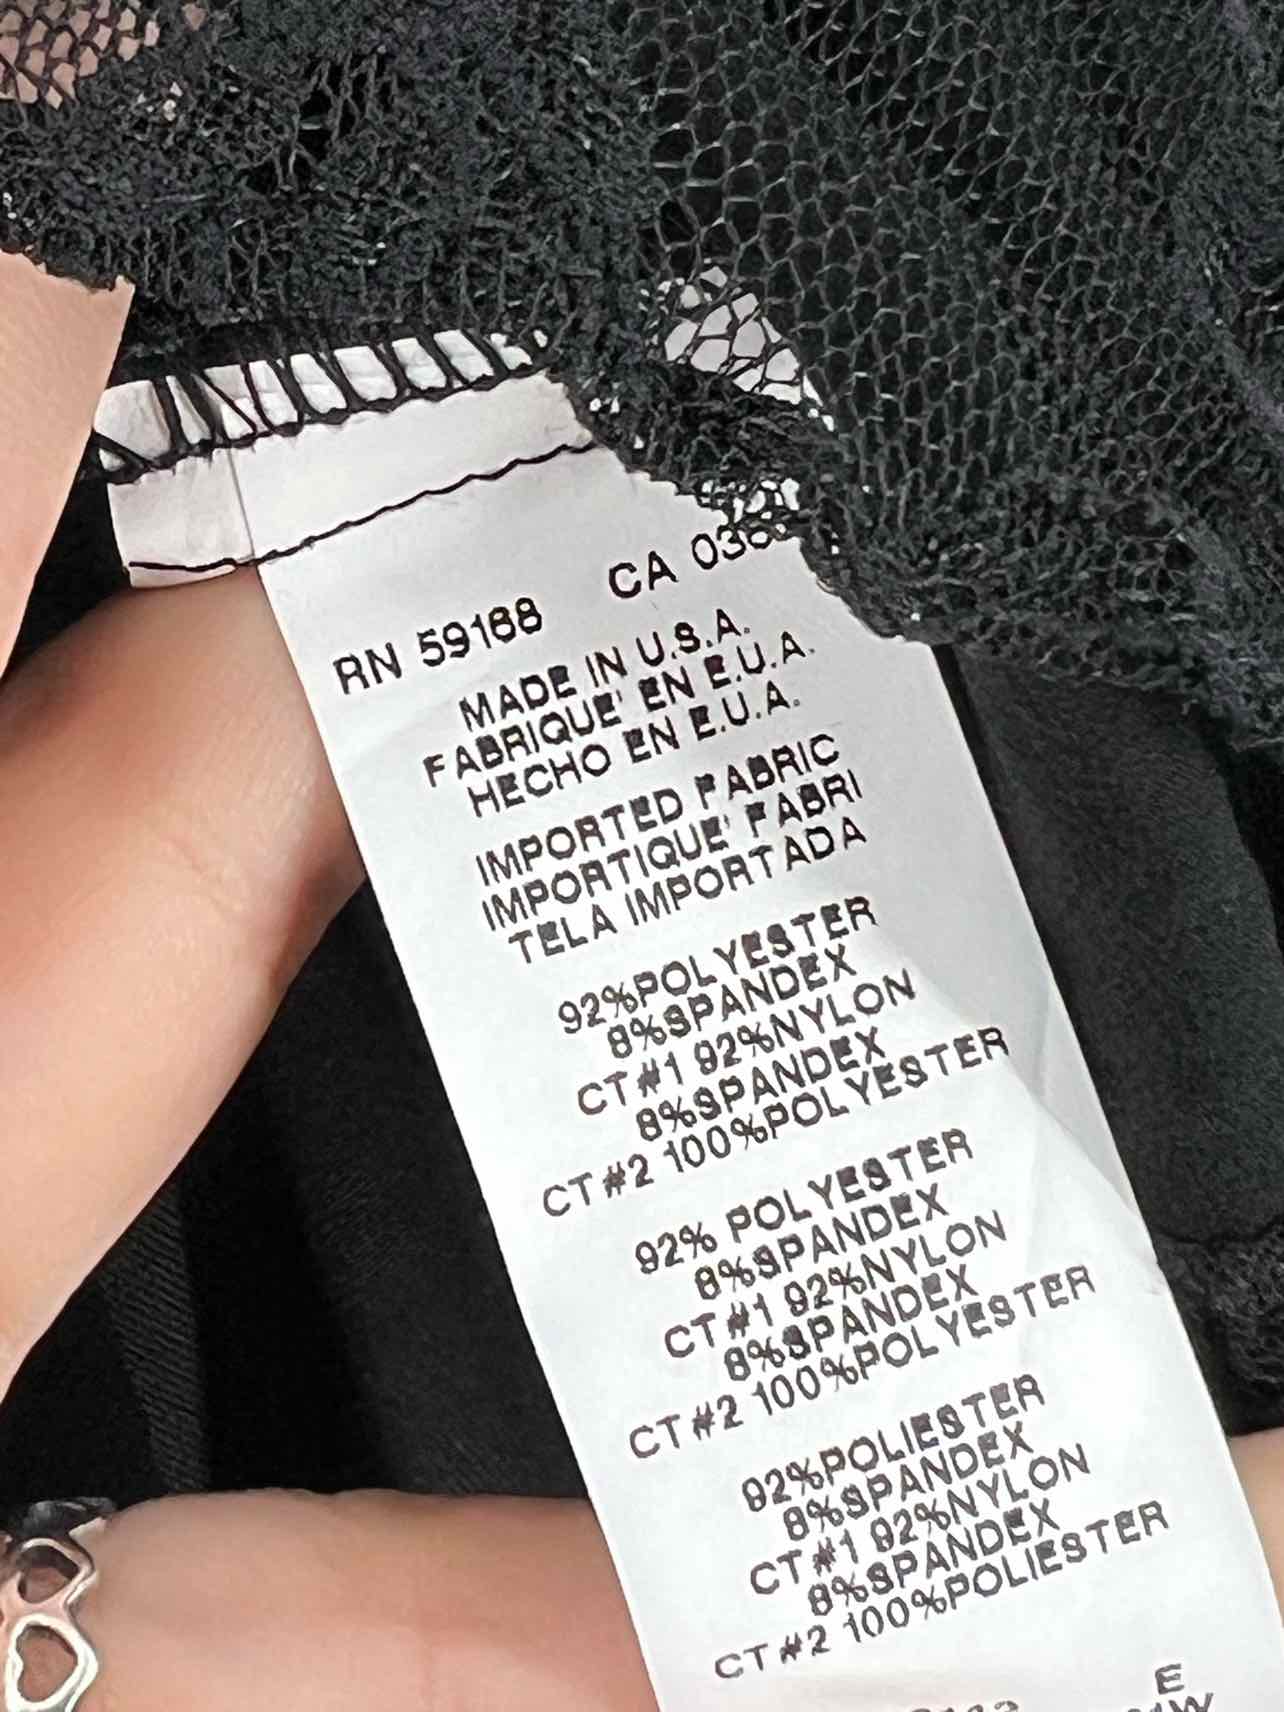 RN 59168 CA
MADE IN U.S.A.
FABRIQUE' EN E.U.A.
HECHO EN E.U.A.
IMPORTED FABRIC
IMPORTIQUE' FABRI
TELA IMPORTADA
92%POLYESTER
8%SPANDEX
CT#1 92%NYLON
8%SPANDEX
CT#2 100%POLYESTER
92% POLYESTER
8%SPANDEX
CT#1 92%NYLON
8%SPANDEX
CT#2 100%POLYESTER
92%POLIESTER
8%SPANDEX
CT#1 92%NYLON
8%SPANDEX
CT#2 100%POLIESTER
E